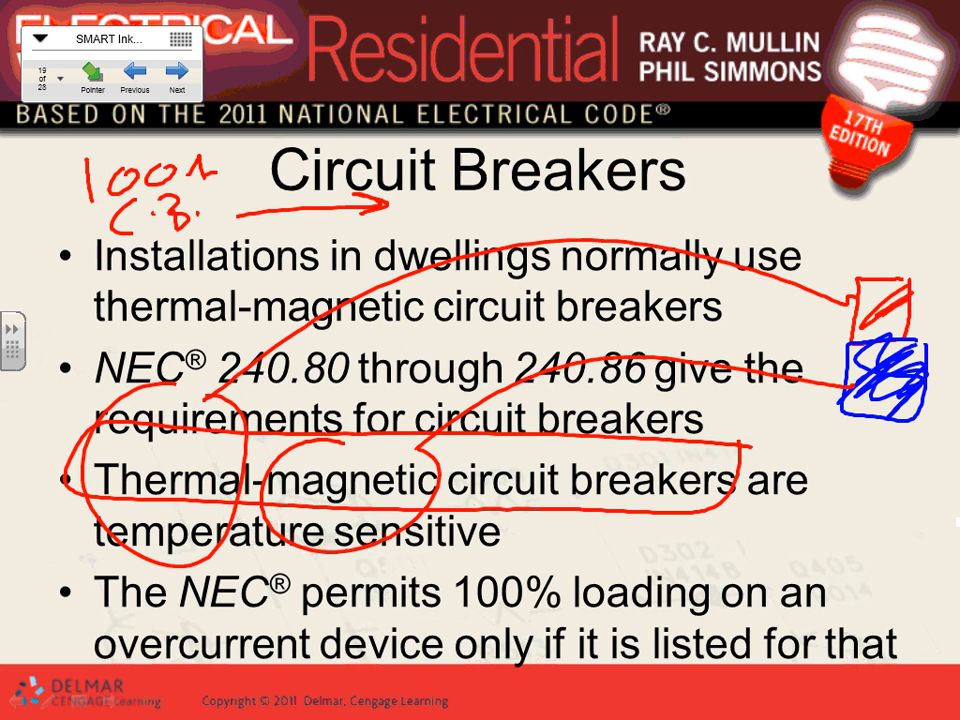 ELECTRICAL
SMART Ink...
19
of
28
Pointer
Previous
Next
Residential
RAY C. MULLIN
PHIL SIMMONS
BASED ON THE 2011 NATIONAL ELECTRICAL CODE®
17TH
EDITION
Circuit Breakers
C.B.
• Installations in dwellings normally use
thermal-magnetic circuit breakers
• NEC® 240.80 through 240.86 give the
requirements for circuit breakers
• Thermal-magnetic circuit breakers are
temperature sensitive
• The NEC® permits 100% loading on an
overcurrent device only if it is listed for that
DELMAR
CENGAGE Learning
Copyright © 2011 Delmar, Cengage Learning